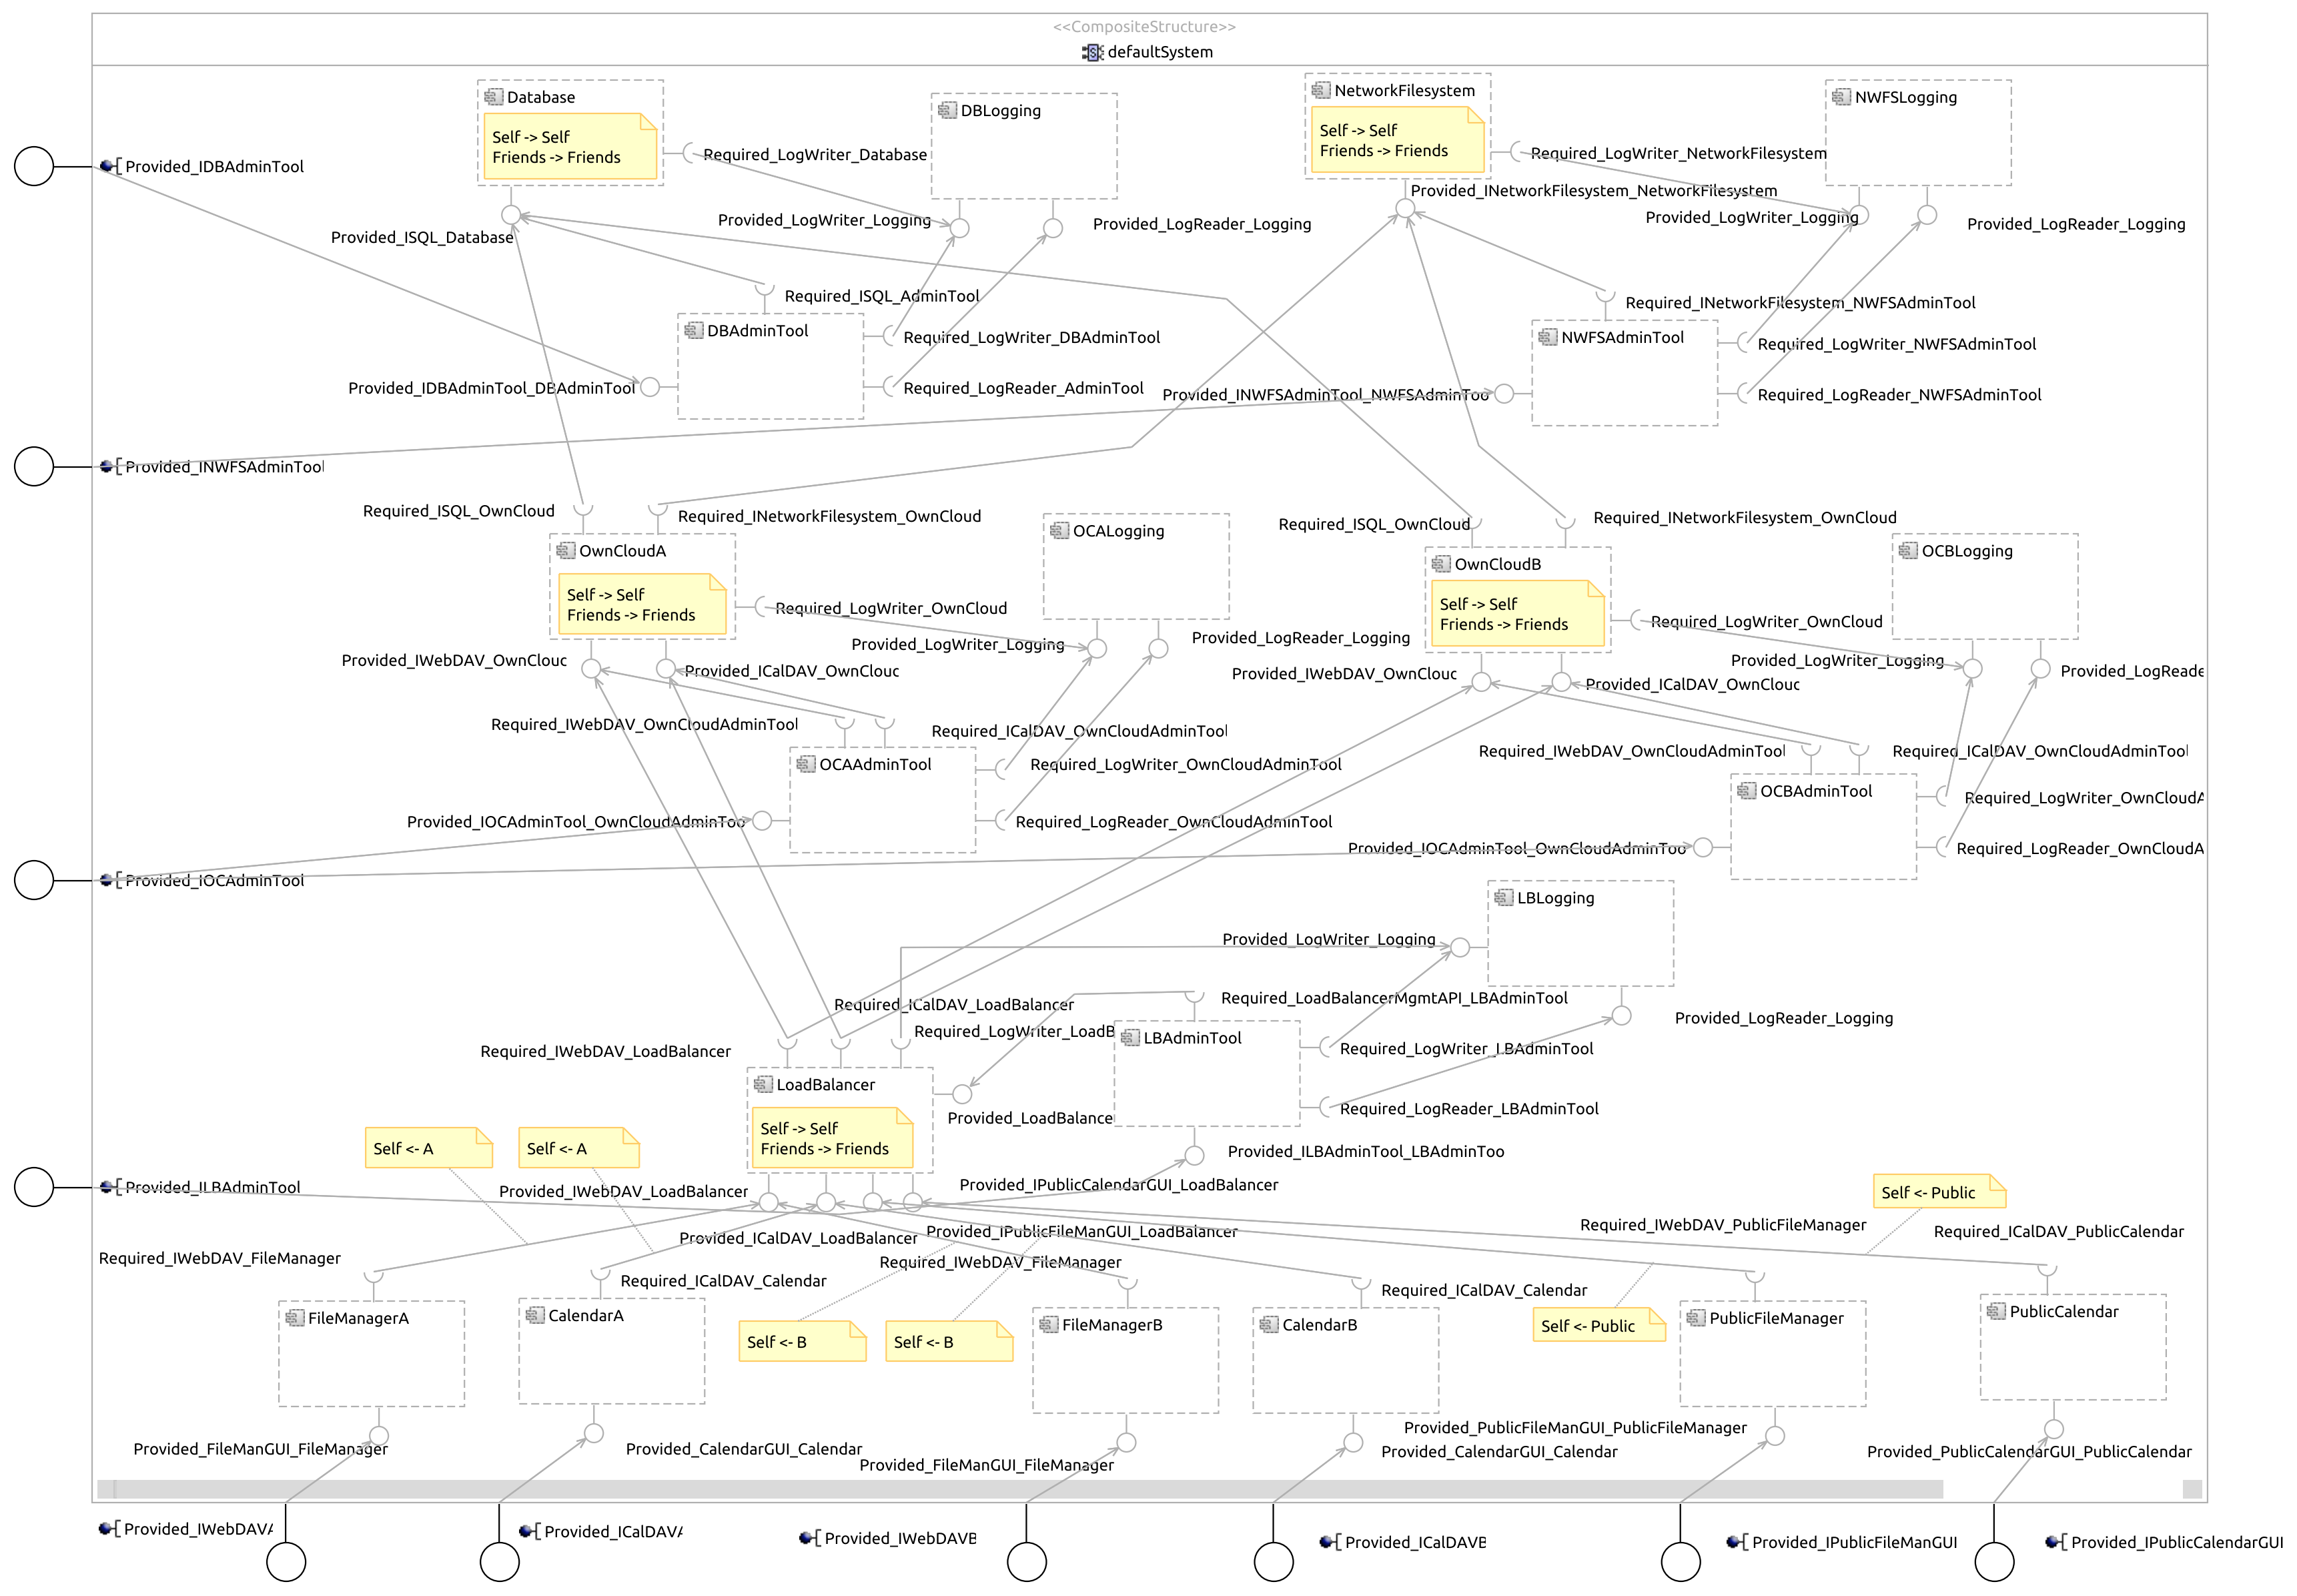 <<CompositeStructure>>
defaultSystem
Database
Self -> Self
Friends -> Friends
DBLogging
NetworkFilesystem
Self -> Self
Friends -> Friends
NWFSLogging
Required_LogWriter_Database
Required_LogWriter_NetworkFilesystem
Provided_IDBAdminTool
Provided_INetworkFilesystem_NetworkFilesystem
Provided_LogWriter_Logging
Provided_LogReader_Logging
Provided_LogWriter_Logging
Provided_LogReader_Logging
Provided_ISQL_Database
Required_ISQL_AdminTool
Required_INetworkFilesystem_NWFSAdminTool
DBAdminTool
Required_LogWriter_DBAdminTool
NWFSAdminTool
Required_LogWriter_NWFSAdminTool
Provided_IDBAdminTool_DBAdminTool
Required_LogReader_AdminTool
Provided_INWFSAdminTool_NWFSAdminToo
Required_LogReader_NWFSAdminTool
Provided_INWFSAdminTool
Required_ISQL_OwnCloud
Required_INetworkFilesystem_OwnCloud
Required_ISQL_OwnCloud
Required_INetworkFilesystem_OwnCloud
OwnCloudA
Self -> Self
Friends -> Friends
OCALogging
OwnCloudB
Self -> Self
Friends -> Friends
OCBLogging
Required_LogWriter_OwnCloud
Required_LogWriter_OwnCloud
Provided_LogWriter_Logging
Provided_LogReader_Logging
Provided_LogWriter_Logging
Provided_LogReade
Provided_IWebDAV_OwnClouc
Provided_ICalDAV_OwnClouc
Provided_IWebDAV_OwnClouc
Provided_ICalDAV_OwnClouc
Required_IWebDAV_OwnCloudAdminTool
Required_ICalDAV_OwnCloudAdminTool
Required_IWebDAV_OwnCloudAdminTool
Required_ICalDAV_OwnCloudAdminTool
OCAAdminTool
Required_LogWriter_OwnCloudAdminTool
OCBAdminTool
Required_LogWriter_OwnCloudA
Provided_IOCAdminTool_OwnCloudAdminToo
Required_LogReader_OwnCloudAdminTool
Provided_IOCAdminTool_OwnCloudAdminToo
Required_LogReader_OwnCloudA
Provided_IOCAdminTool
LBLogging
Provided_LogWriter_Logging
Required_ICalDAV_LoadBalancer
Required_LoadBalancerMgmtAPI_LBAdminTool
Provided_LogReader_Logging
Required_LogWriter_LoadB
LBAdminTool
Required_LogWriter_LBAdminTool
Required_IWebDAV_LoadBalancer
LoadBalancer
Self -> Self
Friends -> Friends
Provided_LoadBalance
Required_LogReader_LBAdminTool
Self <- A
Self <- A
Provided_ILBAdminTool_LBAdminToo
Provided_ILBAdminTool
Provided_IWebDAV_LoadBalancer
Provided_IPublicCalendarGUI_LoadBalancer
Self <- Public
Provided_ICalDAV_LoadBalancer
Provided_IPublicFileManGUI_LoadBalancer
Required_IWebDAV_PublicFileManager
Required_ICalDAV_PublicCalendar
Required_IWebDAV_FileManager
Required_ICalDAV_Calendar
Required_IWebDAV_FileManager
Required_ICalDAV_Calendar
FileManagerA
CalendarA
Self <- B
Self <- B
FileManagerB
CalendarB
Self <- Public
PublicFileManager
PublicCalendar
Provided_FileManGUI_FileManager
Provided_CalendarGUI_Calendar
Provided_FileManGUI_FileManager
Provided_PublicFileManGUI_PublicFileManager
Provided_CalendarGUI_Calendar
Provided_PublicCalendarGUI_PublicCalendar
Provided_IWebDAVA
Provided_ICalDAVA
Provided_IWebDAVB
Provided_ICalDAVB
Provided_IPublicFileManGUI
Provided_IPublicCalendarGUI